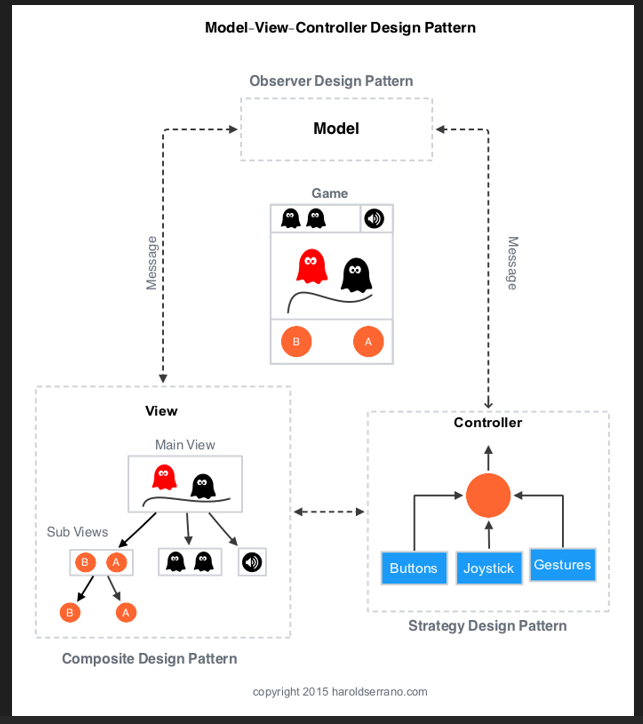 Model-View-Controller Design Pattern
Observer Design Pattern
Model
Game
Message
Message
B
A
View
Main View
Sub Views
B
A
B
A
Composite Design Pattern
Controller
Buttons
Joystick
Gestures
Strategy Design Pattern
copyright 2015 haroldserrano.com